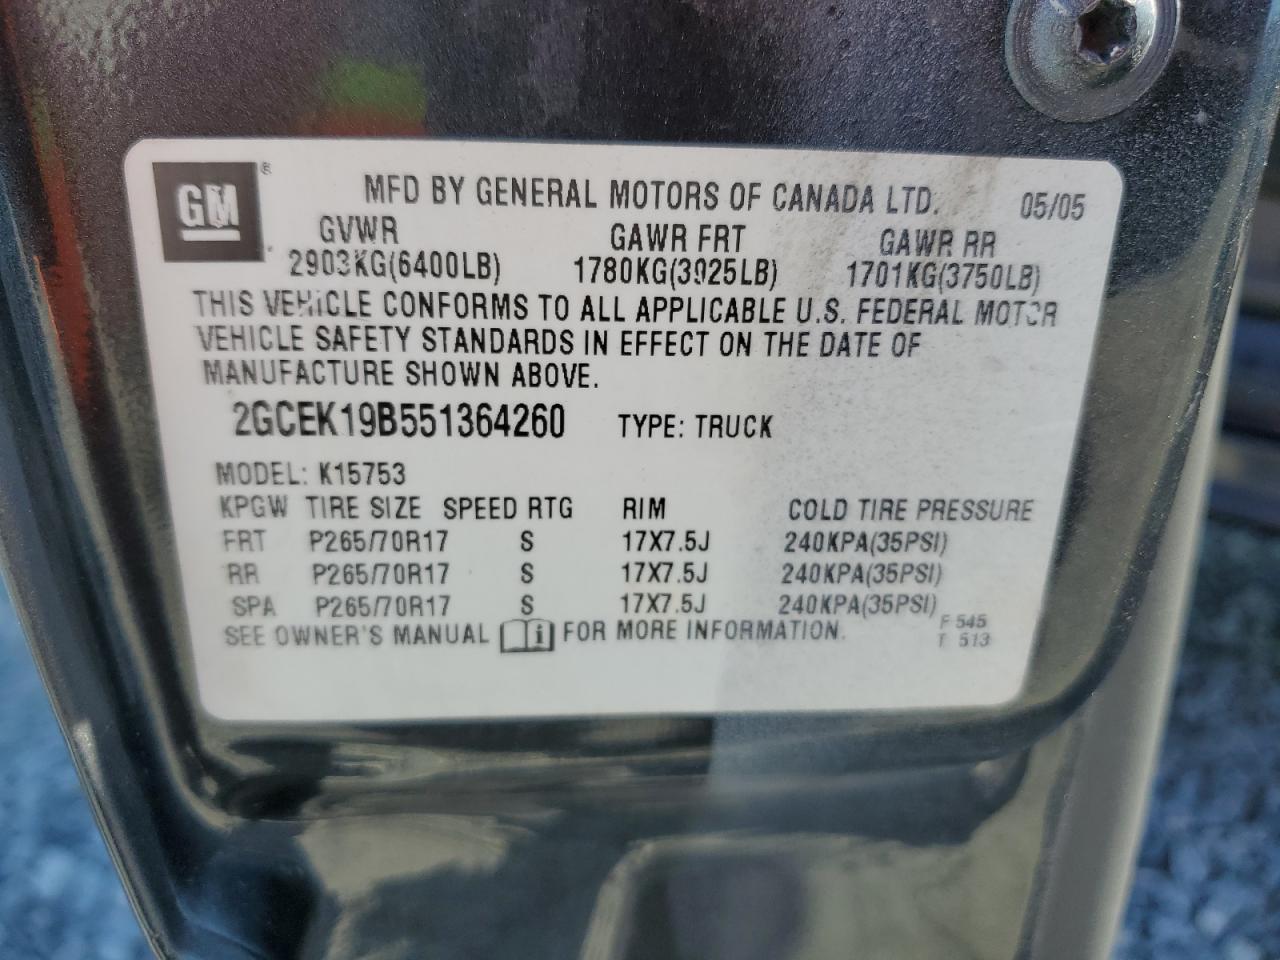 GM ®
MFD BY GENERAL MOTORS OF CANADA LTD. 05/05
GVWR GAWR FRT GAWR RR
2903KG(6400LB) 1780KG(3925LB) 1701KG(3750LB)
THIS VEHICLE CONFORMS TO ALL APPLICABLE U.S. FEDERAL MOTOR
VEHICLE SAFETY STANDARDS IN EFFECT ON THE DATE OF
MANUFACTURE SHOWN ABOVE.
2GCEK19B551364260 TYPE: TRUCK
MODEL: K15753
KPGW TIRE SIZE SPEED RTG RIM COLD TIRE PRESSURE
FRT P265/70R17 S 17X7.5J 240KPA(35PSI)
RR P265/70R17 S 17X7.5J 240KPA(35PSI)
SPA P265/70R17 S 17X7.5J 240KPA(35PSI)
SEE OWNER'S MANUAL i FOR MORE INFORMATION.
F 545
T 513